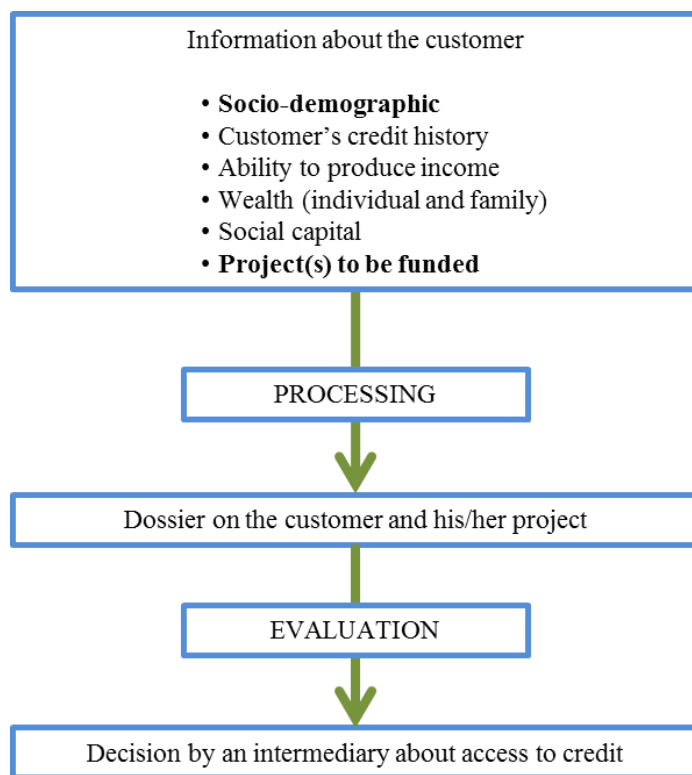 Information about the customer
• Socio-demographic
• Customer’s credit history
• Ability to produce income
• Wealth (individual and family)
• Social capital
• Project(s) to be funded
PROCESSING
Dossier on the customer and his/her project
EVALUATION
Decision by an intermediary about access to credit